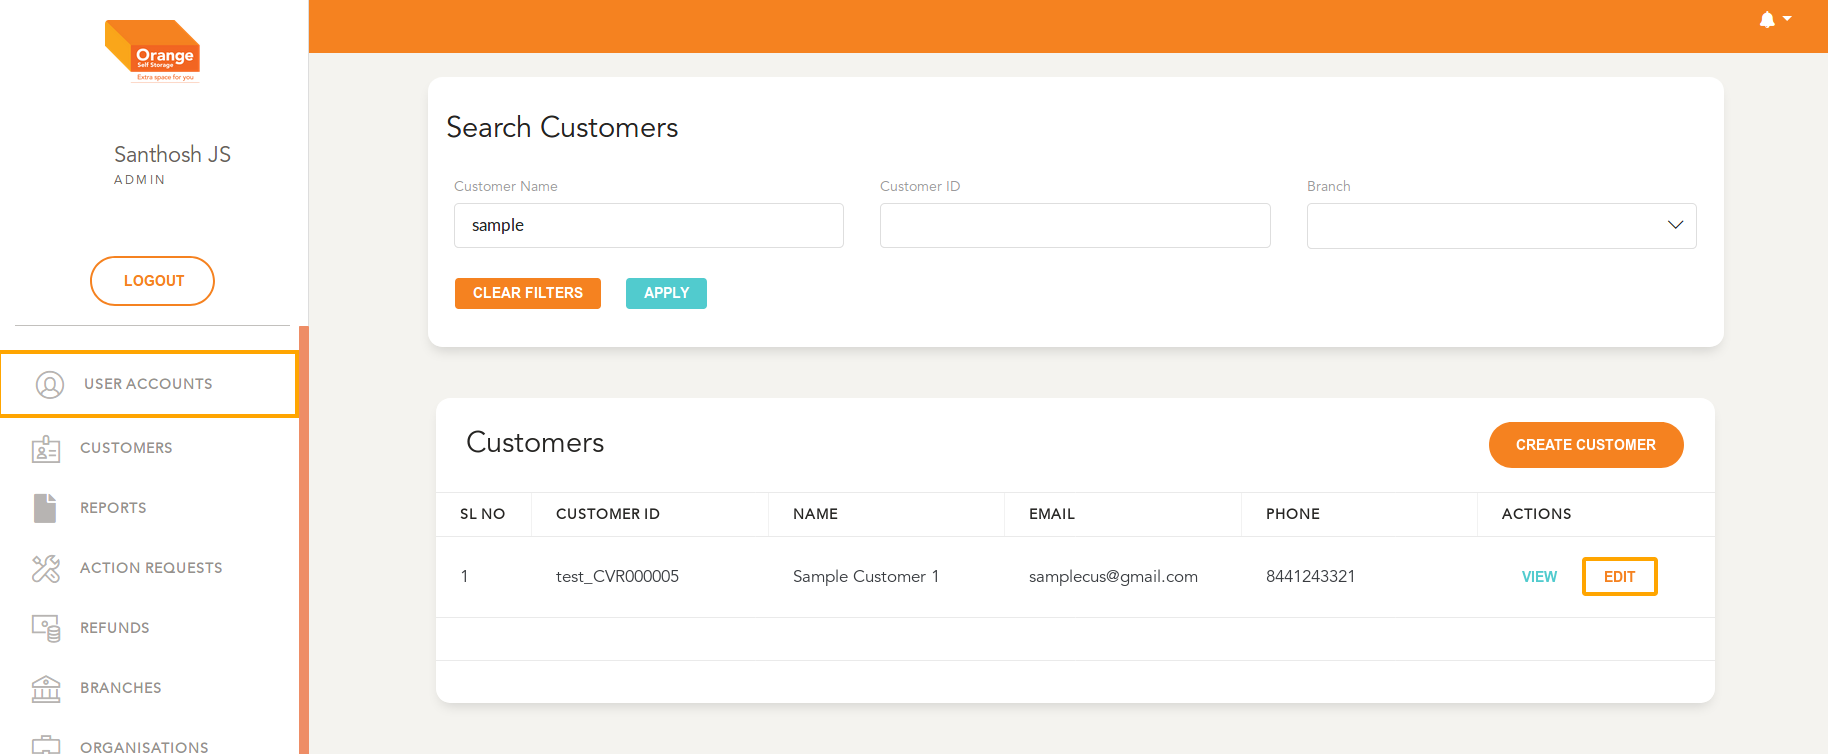 Orange
Self Storage
Extra space for you
Santhosh JS
ADMIN
LOGOUT
USER ACCOUNTS
CUSTOMERS
REPORTS
ACTION REQUESTS
REFUNDS
BRANCHES
ORGANISATIONS
Search Customers
Customer Name Customer ID Branch
sample
CLEAR FILTERS APPLY
Customers CREATE CUSTOMER
SL NO CUSTOMER ID NAME EMAIL PHONE ACTIONS
1 test_CVR000005 Sample Customer 1 samplecus@gmail.com 8441243321 VIEW EDIT